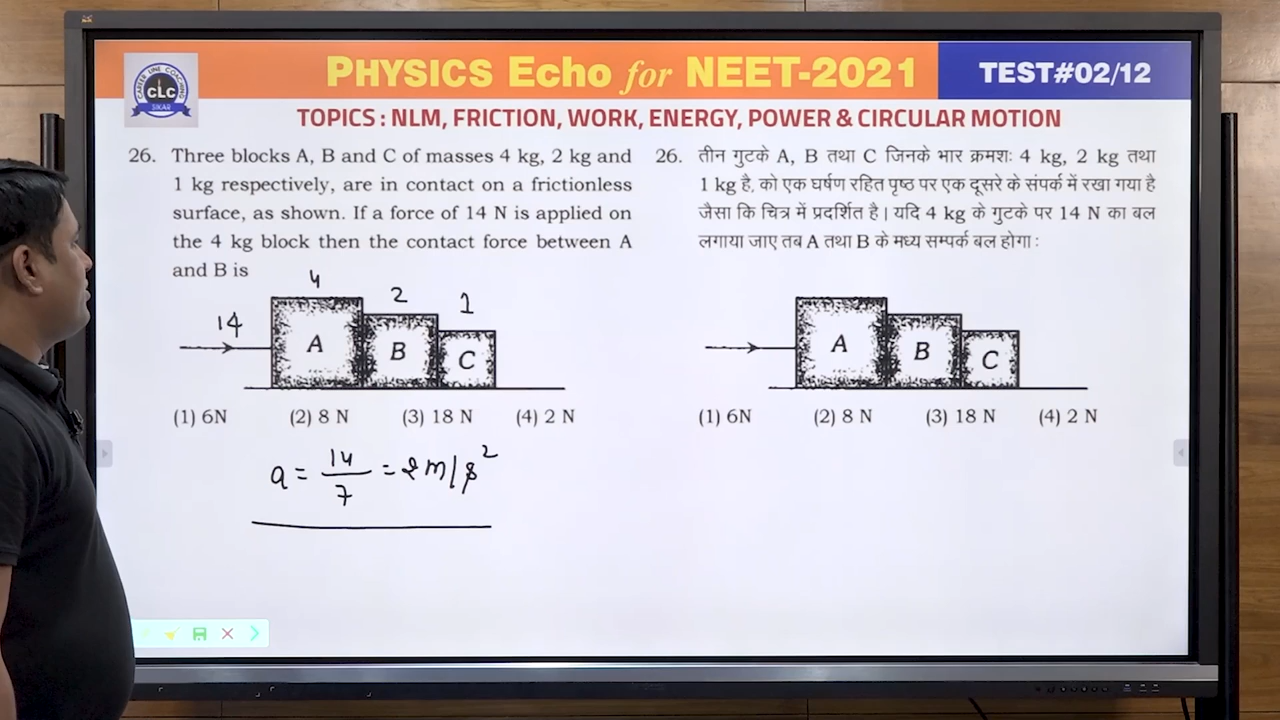 PHYSICS Echo for NEET-2021
TEST#02/12
CAREER LINE COACHING
CLC
SIKAR
TOPICS : NLM, FRICTION, WORK, ENERGY, POWER & CIRCULAR MOTION
26. Three blocks A, B and C of masses 4 kg, 2 kg and
1 kg respectively, are in contact on a frictionless
surface, as shown. If a force of 14 N is applied on
the 4 kg block then the contact force between A
and B is
4
2
1
14
A
B
C
(1) 6N (2) 8 N (3) 18 N (4) 2 N
a = 14/7 = 2 m/s²
26. तीन गुटके A, B तथा C जिनके भार क्रमशः 4 kg, 2 kg तथा
1 kg है, को एक घर्षण रहित पृष्ठ पर एक दूसरे के संपर्क में रखा गया है
जैसा कि चित्र में प्रदर्शित है। यदि 4 kg के गुटके पर 14 N का बल
लगाया जाए तब A तथा B के मध्य सम्पर्क बल होगा :
A
B
C
(1) 6N (2) 8 N (3) 18 N (4) 2 N